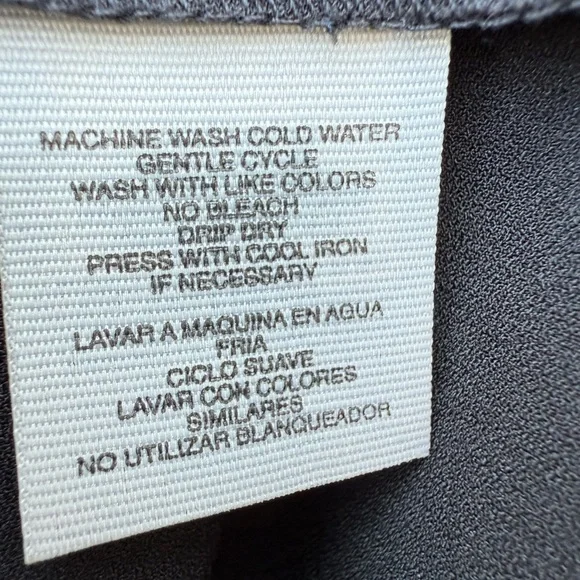 MACHINE WASH COLD WATER
GENTLE CYCLE
WASH WITH LIKE COLORS
NO BLEACH
DRIP DRY
PRESS WITH COOL IRON
IF NECESSARY
LAVAR A MAQUINA EN AQUA
FRIA
CICLO SUAVE
LAVAR CON COLORES
SIMILARES
NO UTILIZAR BLANQUEADOR